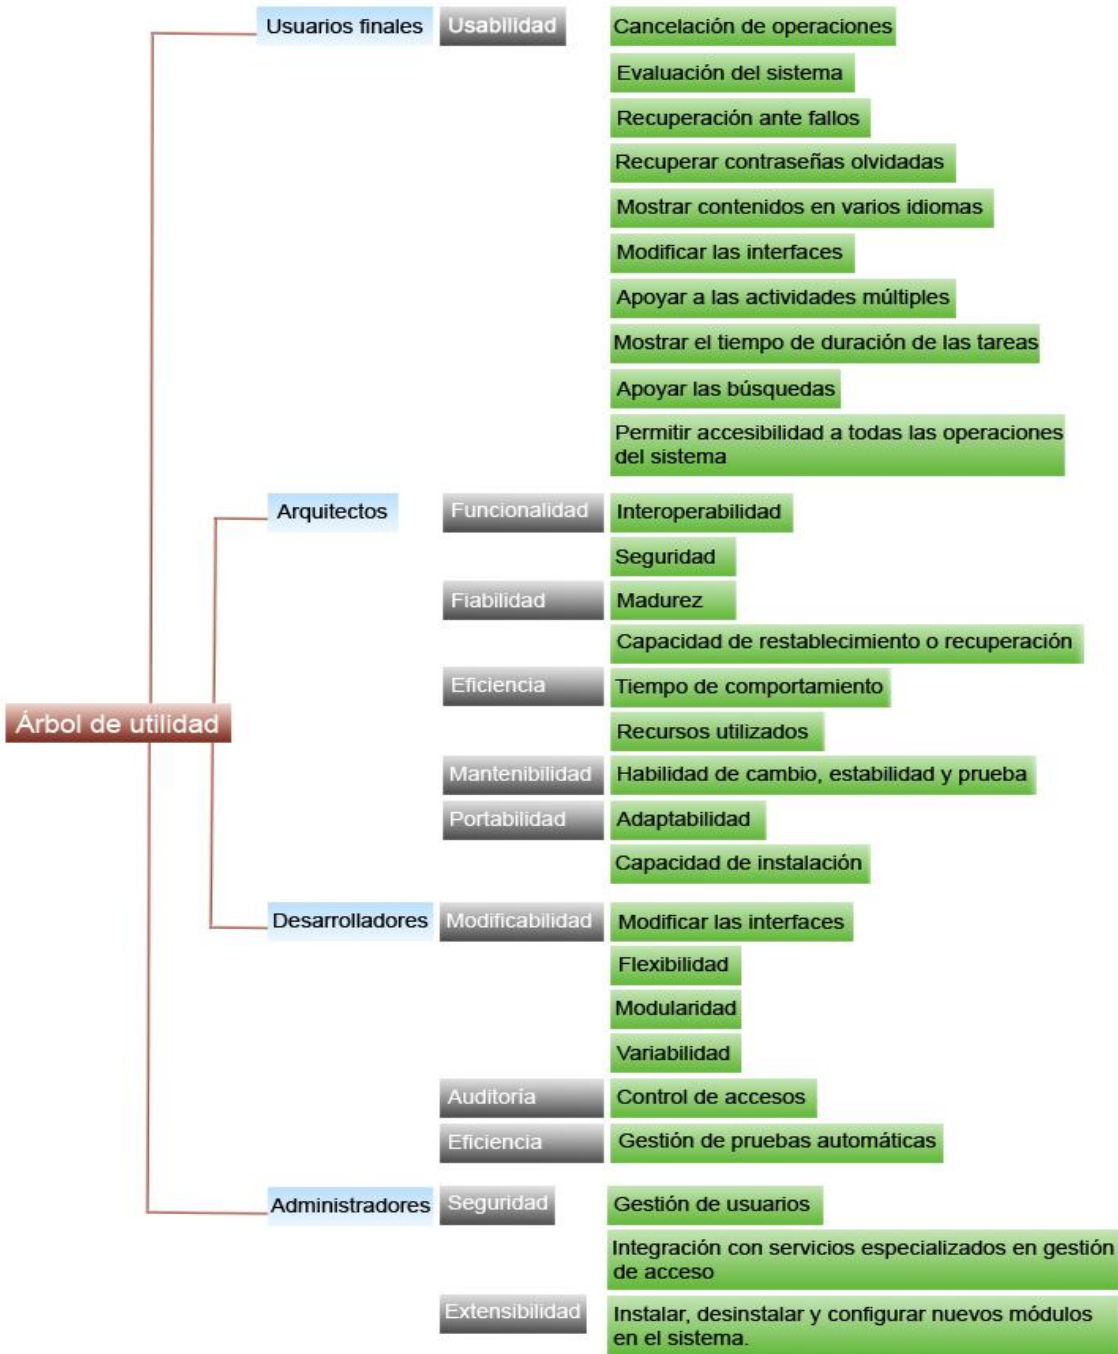 Usuarios finales Usabilidad Cancelación de operaciones
Evaluación del sistema
Recuperación ante fallos
Recuperar contraseñas olvidadas
Mostrar contenidos en varios idiomas
Modificar las interfaces
Apoyar a las actividades múltiples
Mostrar el tiempo de duración de las tareas
Apoyar las búsquedas
Permitir accesibilidad a todas las operaciones
del sistema
Arquitectos Funcionalidad Interoperabilidad
Seguridad
Fiabilidad Madurez
Capacidad de restablecimiento o recuperación
Eficiencia Tiempo de comportamiento
Árbol de utilidad
Recursos utilizados
Mantenibilidad Habilidad de cambio, estabilidad y prueba
Portabilidad Adaptabilidad
Capacidad de instalación
Desarrolladores Modificabilidad Modificar las interfaces
Flexibilidad
Modularidad
Variabilidad
Auditoría Control de accesos
Eficiencia Gestión de pruebas automáticas
Administradores Seguridad Gestión de usuarios
Integración con servicios especializados en gestión
de acceso
Extensibilidad Instalar, desinstalar y configurar nuevos módulos
en el sistema.